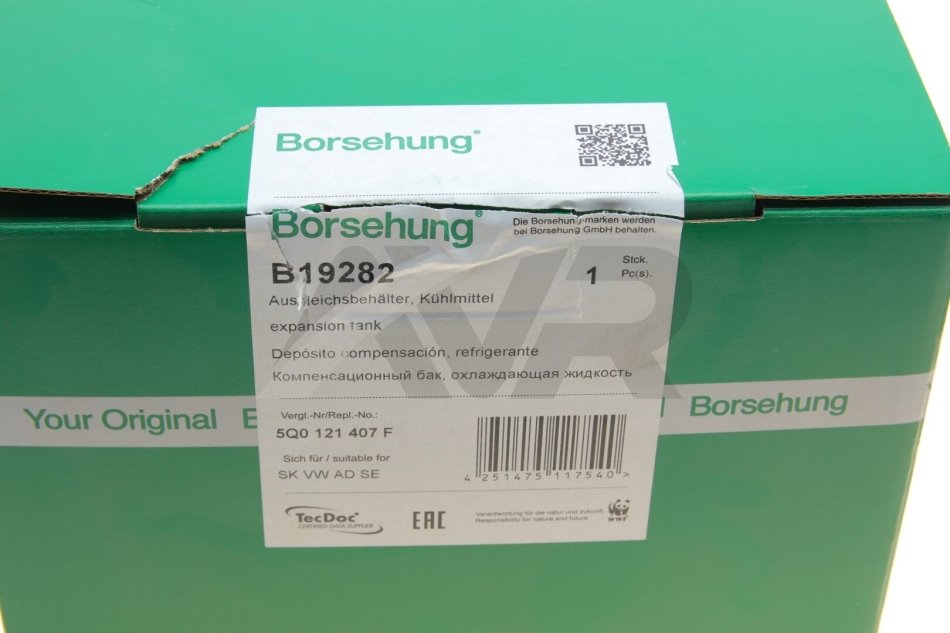 Borsehung®
Borsehung®
Die Borsehung-marken werden
bei Borsehung GmbH behalten.
B19282
1
Stck.
Pc(s).
Ausgleichsbehälter, Kühlmittel
expansion tank
Depósito compensación, refrigerante
Компенсационный бак, охлаждающая жидкость
Your Original
Borsehung
Vergl.-Nr/Repl.-No.:
5Q0 121 407 F
Sich für / suitable for
SK VW AD SE
4 251475 117540 >
TecDoc®
CERTIFIED DATA SUPPLIER
EAC
Verantwortung für die natur und zukunft.
Responsibility for nature and future.
WWF
AVR